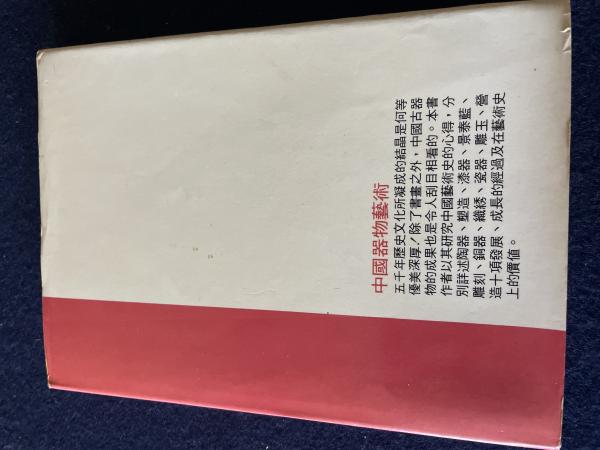 中國器物藝術
五千年歷史文化所凝成的結晶是何等
優美深厚！除了書畫之外，中國古器
物的成果也是令人刮目相看的。本書
作者以其研究中國藝術史的心得，分
別詳述陶器、塑造、漆器、景泰藍、
雕刻、銅器、織綉、瓷器、雕玉、營
造十項發展、成長的經過及在藝術史
上的價值。